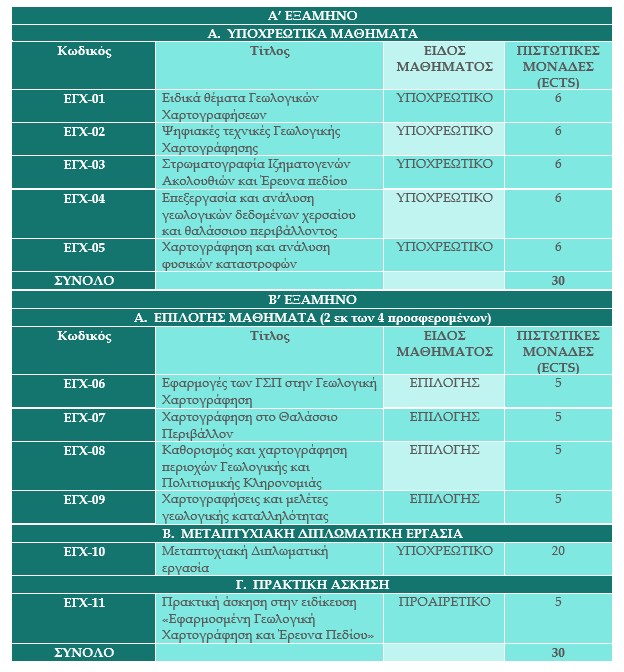 Α’ ΕΞΑΜΗΝΟ
Α. ΥΠΟΧΡΕΩΤΙΚΑ ΜΑΘΗΜΑΤΑ
Κωδικός Τίτλος ΕΙΔΟΣ ΜΑΘΗΜΑΤΟΣ ΠΙΣΤΩΤΙΚΕΣ ΜΟΝΑΔΕΣ (ECTS)
ΕΓΧ-01 Ειδικά θέματα Γεωλογικών ΥΠΟΧΡΕΩΤΙΚΟ 6
Χαρτογραφήσεων
ΕΓΧ-02 Ψηφιακές τεχνικές Γεωλογικής ΥΠΟΧΡΕΩΤΙΚΟ 6
Χαρτογράφησης
ΕΓΧ-03 Στρωματογραφία Ιζηματογενών ΥΠΟΧΡΕΩΤΙΚΟ 6
Ακολουθιών και Έρευνα πεδίου
ΕΓΧ-04 Επεξεργασία και ανάλυση ΥΠΟΧΡΕΩΤΙΚΟ 6
γεωλογικών δεδομένων χερσαίου
και θαλάσσιου περιβάλλοντος
ΕΓΧ-05 Χαρτογράφηση και ανάλυση ΥΠΟΧΡΕΩΤΙΚΟ 6
φυσικών καταστροφών
ΣΥΝΟΛΟ 30
Β’ ΕΞΑΜΗΝΟ
Α. ΕΠΙΛΟΓΗΣ ΜΑΘΗΜΑΤΑ (2 εκ των 4 προσφερομένων)
Κωδικός Τίτλος ΕΙΔΟΣ ΜΑΘΗΜΑΤΟΣ ΠΙΣΤΩΤΙΚΕΣ ΜΟΝΑΔΕΣ (ECTS)
ΕΓΧ-06 Εφαρμογές των ΓΣΠ στην Γεωλογική ΕΠΙΛΟΓΗΣ 5
Χαρτογράφηση
ΕΓΧ-07 Χαρτογράφηση στο Θαλάσσιο ΕΠΙΛΟΓΗΣ 5
Περιβάλλον
ΕΓΧ-08 Καθορισμός και χαρτογράφηση ΕΠΙΛΟΓΗΣ 5
περιοχών Γεωλογικής και
Πολιτισμικής Κληρονομιάς
ΕΓΧ-09 Χαρτογραφήσεις και μελέτες ΕΠΙΛΟΓΗΣ 5
γεωλογικής καταλληλότητας
Β. ΜΕΤΑΠΤΥΧΙΑΚΗ ΔΙΠΛΩΜΑΤΙΚΗ ΕΡΓΑΣΙΑ
ΕΓΧ-10 Μεταπτυχιακή Διπλωματική ΥΠΟΧΡΕΩΤΙΚΟ 20
εργασία
Γ. ΠΡΑΚΤΙΚΗ ΑΣΚΗΣΗ
ΕΓΧ-11 Πρακτική άσκηση στην ειδίκευση ΠΡΟΑΙΡΕΤΙΚΟ 5
«Εφαρμοσμένη Γεωλογική
Χαρτογράφηση και Έρευνα Πεδίου»
ΣΥΝΟΛΟ 30